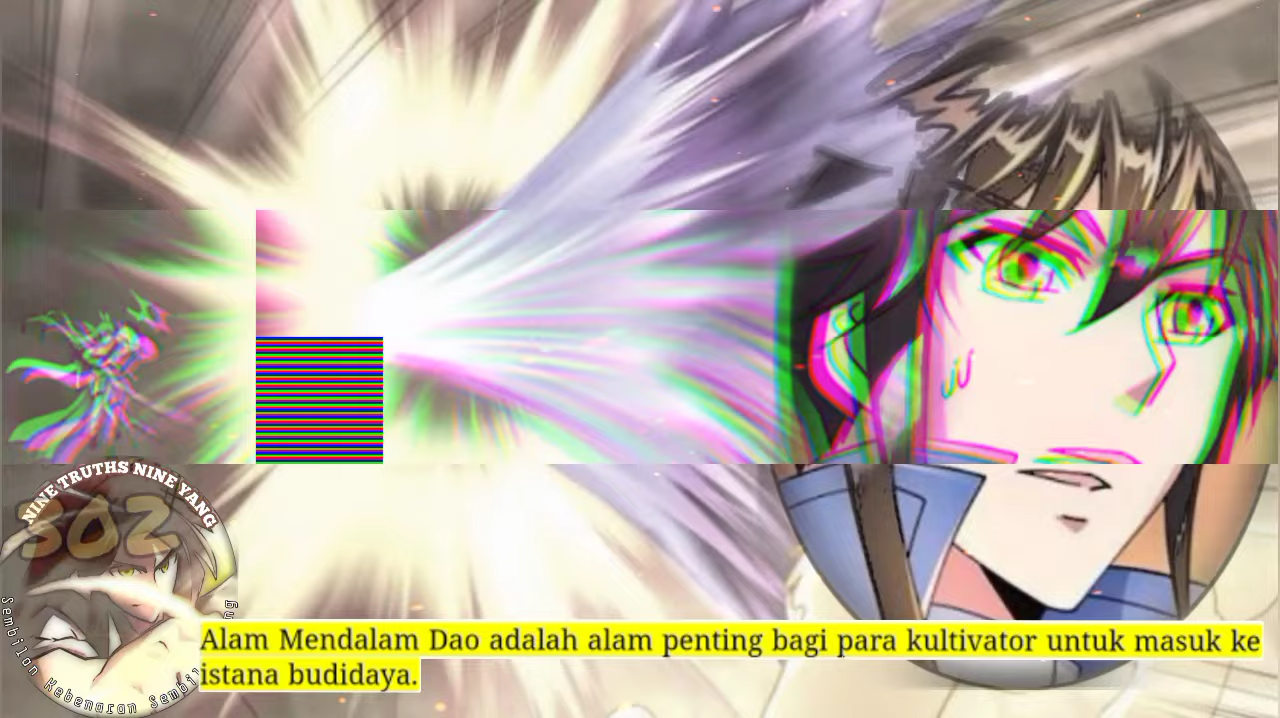 NINE TRUTHS NINE YANG
Sembilan Kebenaran Sembilan Yang
Alam Mendalam Dao adalah alam penting bagi para kultivator untuk masuk ke
istana budidaya.